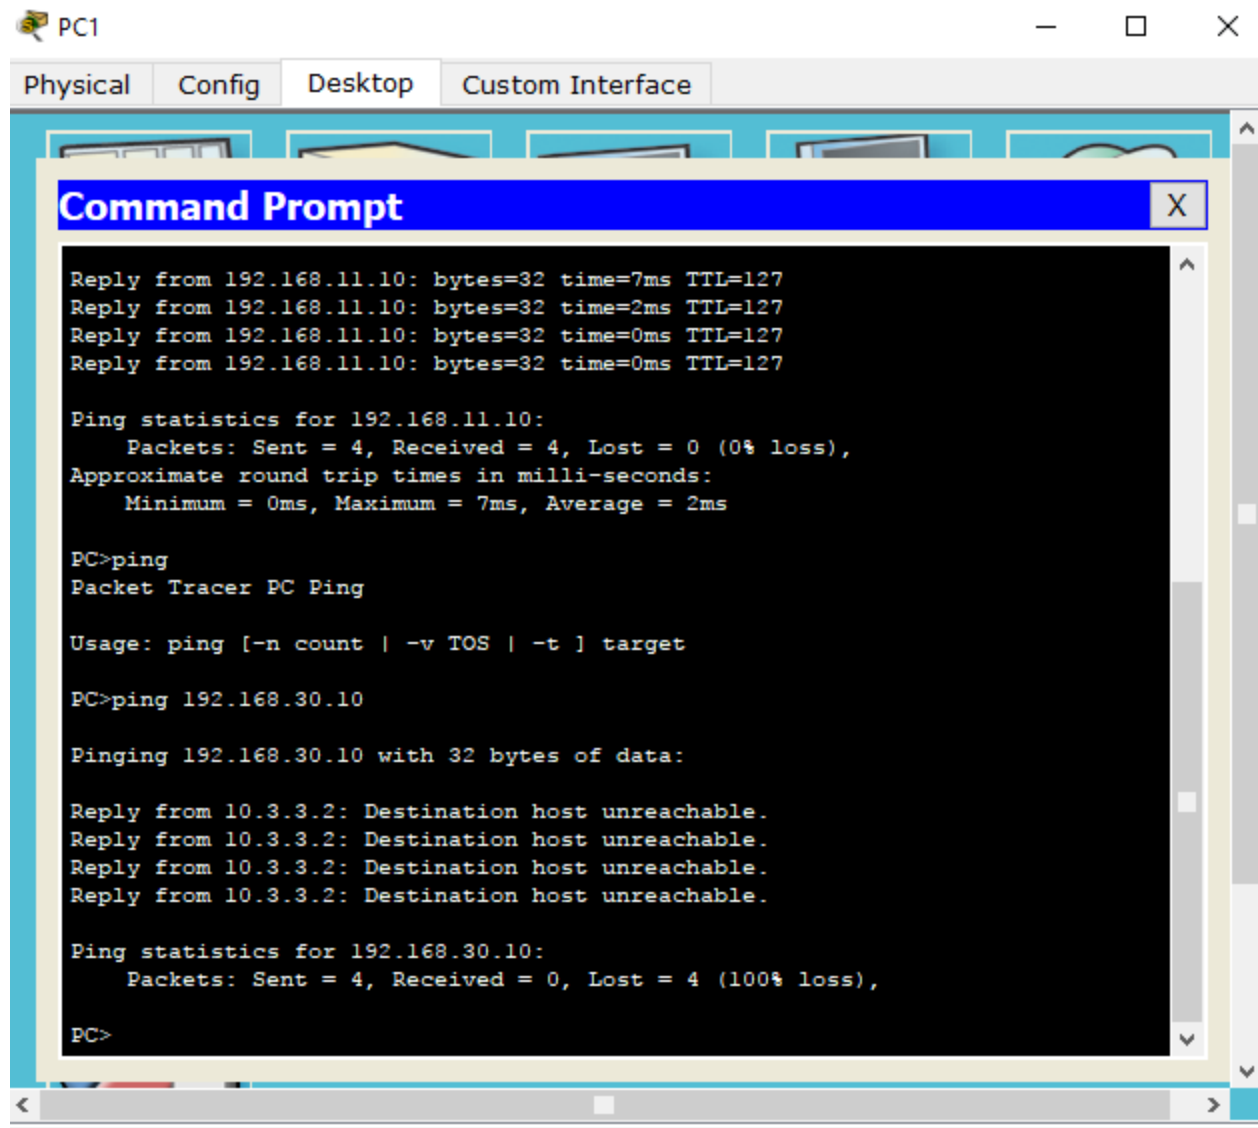 PC1
Physical Config Desktop Custom Interface
Command Prompt X
Reply from 192.168.11.10: bytes=32 time=7ms TTL=127
Reply from 192.168.11.10: bytes=32 time=2ms TTL=127
Reply from 192.168.11.10: bytes=32 time=0ms TTL=127
Reply from 192.168.11.10: bytes=32 time=0ms TTL=127
Ping statistics for 192.168.11.10:
Packets: Sent = 4, Received = 4, Lost = 0 (0% loss),
Approximate round trip times in milli-seconds:
Minimum = 0ms, Maximum = 7ms, Average = 2ms
PC>ping
Packet Tracer PC Ping
Usage: ping [-n count | -v TOS | -t ] target
PC>ping 192.168.30.10
Pinging 192.168.30.10 with 32 bytes of data:
Reply from 10.3.3.2: Destination host unreachable.
Reply from 10.3.3.2: Destination host unreachable.
Reply from 10.3.3.2: Destination host unreachable.
Reply from 10.3.3.2: Destination host unreachable.
Ping statistics for 192.168.30.10:
Packets: Sent = 4, Received = 0, Lost = 4 (100% loss),
PC>